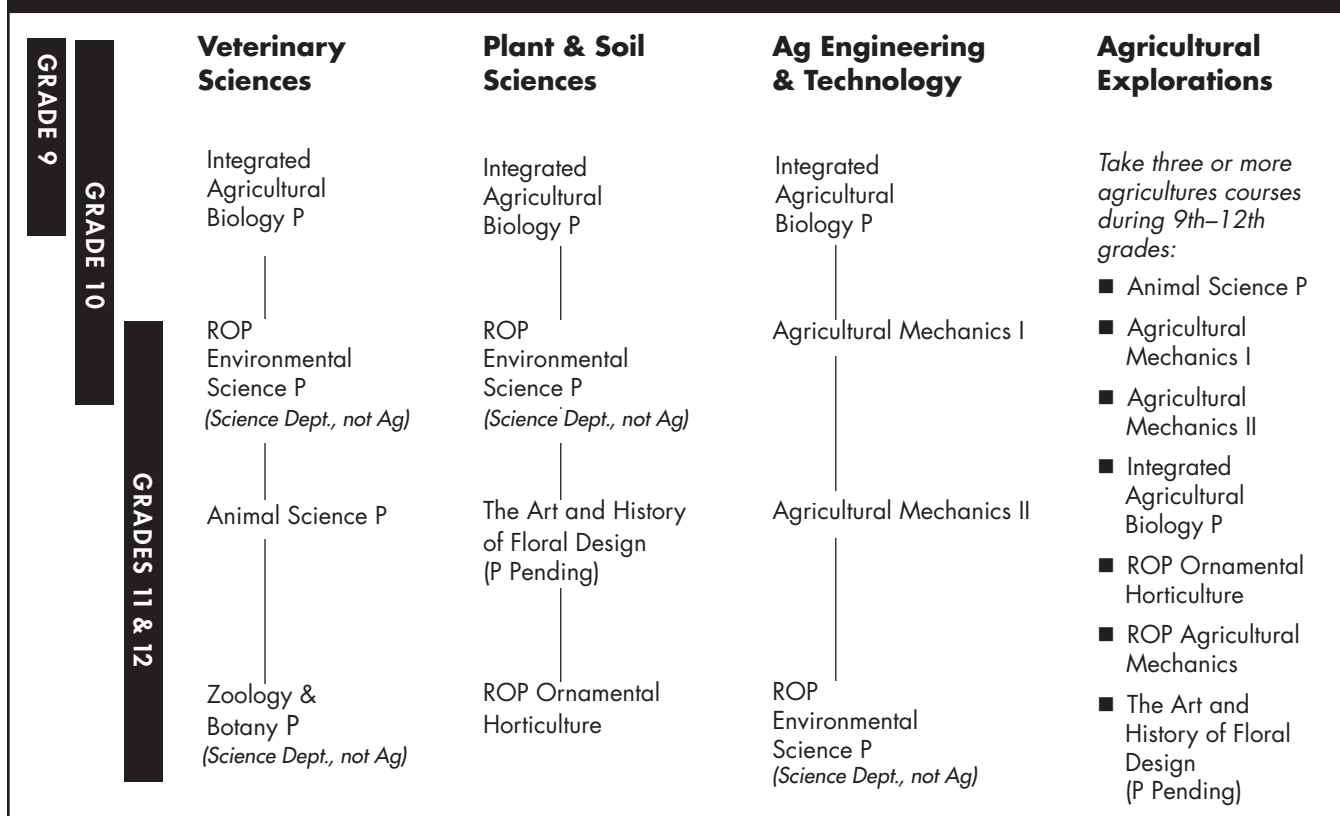 GRADE 9
GRADE 10
GRADES 11 & 12
Veterinary
Sciences
Integrated
Agricultural
Biology P
ROP
Environmental
Science P
(Science Dept., not Ag)
Animal Science P
Zoology &
Botany P
(Science Dept., not Ag)
Plant & Soil
Sciences
Integrated
Agricultural
Biology P
ROP
Environmental
Science P
(Science Dept., not Ag)
The Art and History
of Floral Design
(P Pending)
ROP Ornamental
Horticulture
Ag Engineering
& Technology
Integrated
Agricultural
Biology P
Agricultural Mechanics I
Agricultural Mechanics II
ROP
Environmental
Science P
(Science Dept., not Ag)
Agricultural
Explorations
Take three or more
agricultures courses
during 9th–12th
grades:
■ Animal Science P
■ Agricultural
Mechanics I
■ Agricultural
Mechanics II
■ Integrated
Agricultural
Biology P
■ ROP Ornamental
Horticulture
■ ROP Agricultural
Mechanics
■ The Art and
History of Floral
Design
(P Pending)